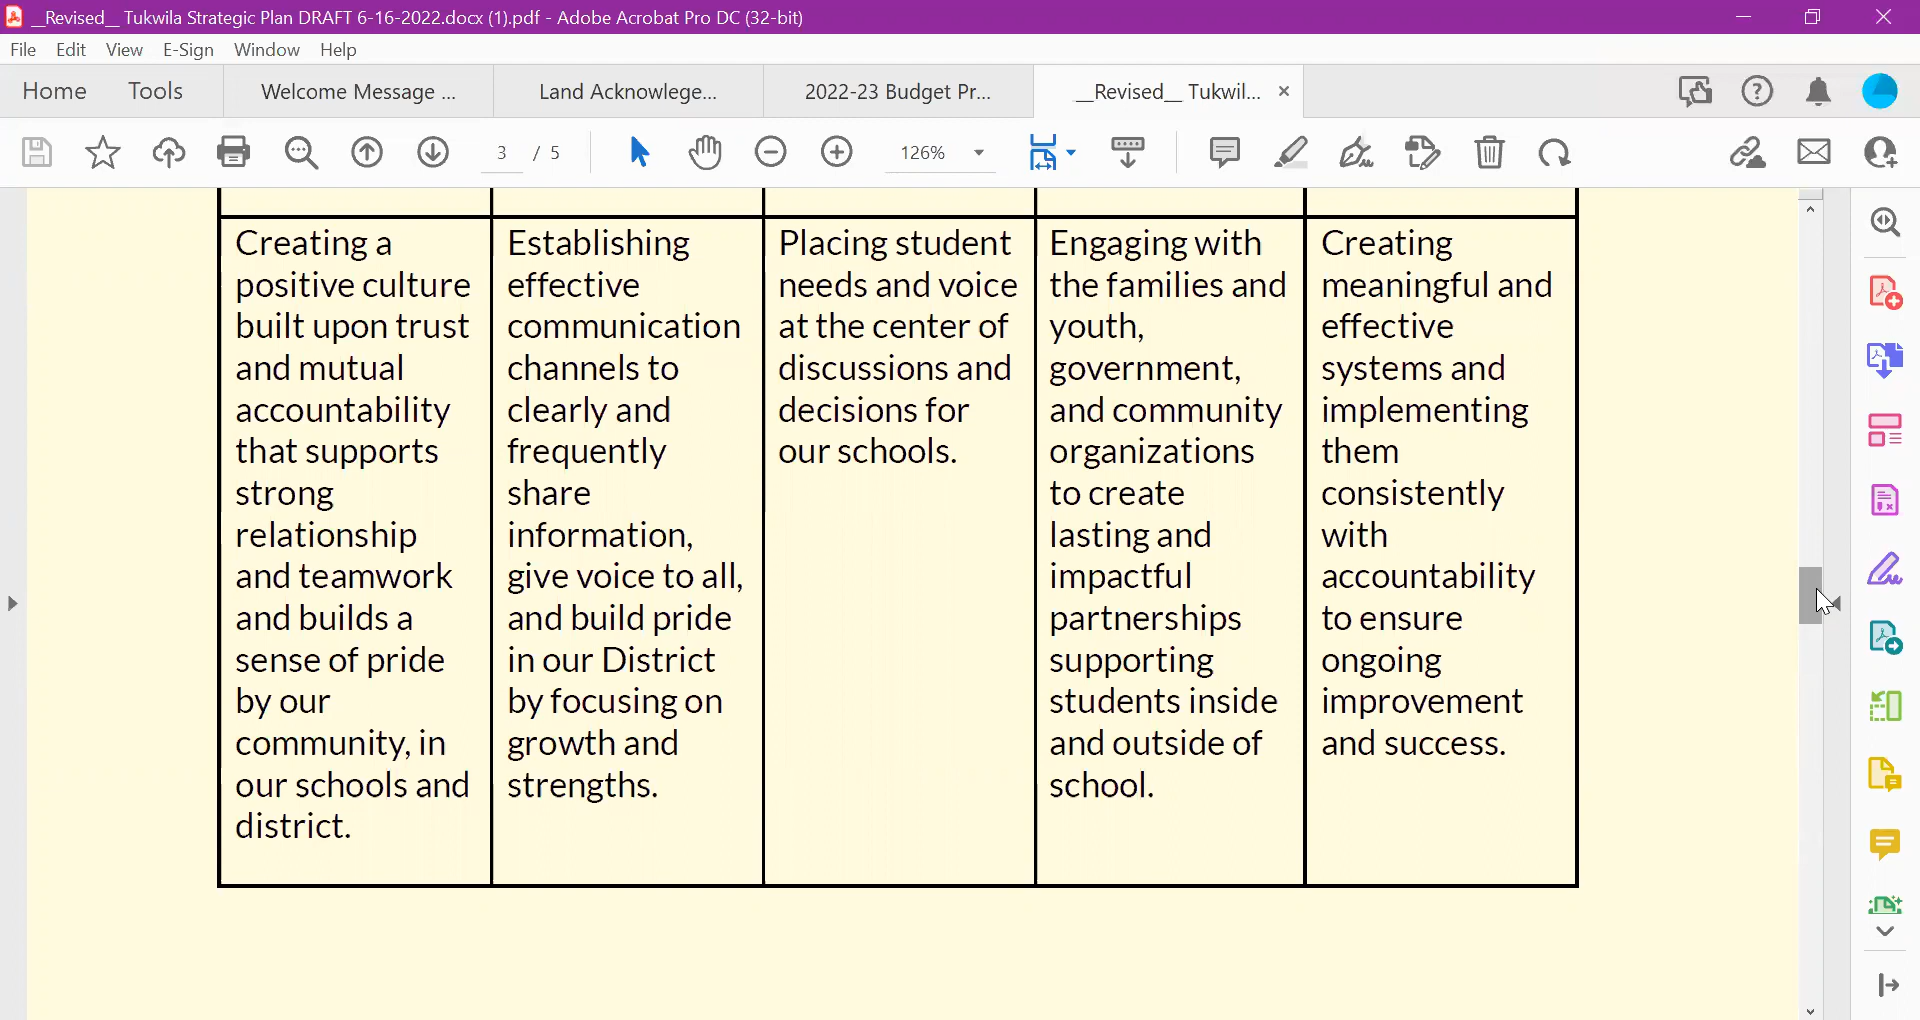 __Revised__ Tukwila Strategic Plan DRAFT 6-16-2022.docx (1).pdf - Adobe Acrobat Pro DC (32-bit)
File Edit View E-Sign Window Help
Home Tools Welcome Message ... Land Acknowlege... 2022-23 Budget Pr... __Revised__ Tukwil...
3 / 5 126%
Creating a
positive culture
built upon trust
and mutual
accountability
that supports
strong
relationship
and teamwork
and builds a
sense of pride
by our
community, in
our schools and
district.
Establishing
effective
communication
channels to
clearly and
frequently
share
information,
give voice to all,
and build pride
in our District
by focusing on
growth and
strengths.
Placing student
needs and voice
at the center of
discussions and
decisions for
our schools.
Engaging with
the families and
youth,
government,
and community
organizations
to create
lasting and
impactful
partnerships
supporting
students inside
and outside of
school.
Creating
meaningful and
effective
systems and
implementing
them
consistently
with
accountability
to ensure
ongoing
improvement
and success.